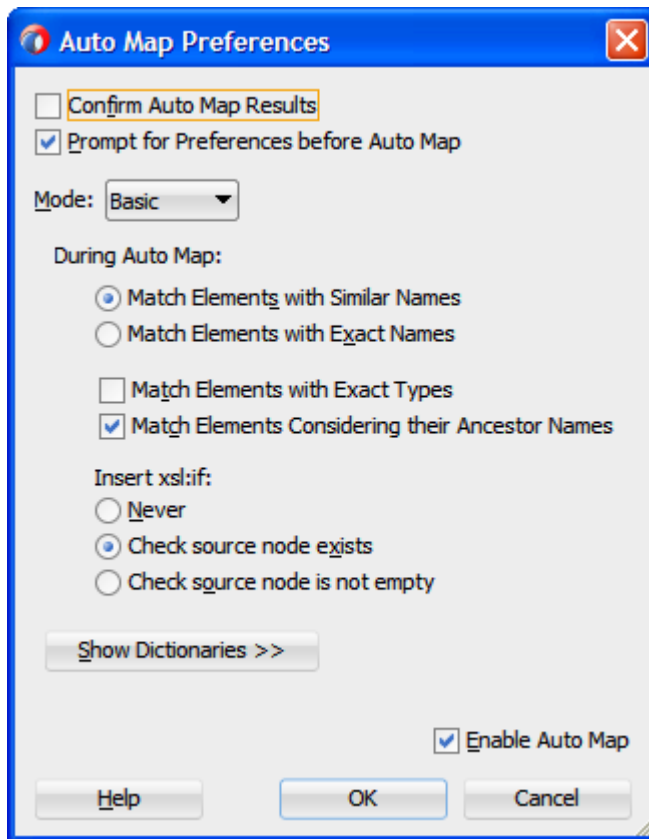 Auto Map Preferences
Confirm Auto Map Results
Prompt for Preferences before Auto Map
Mode: Basic
During Auto Map:
Match Elements with Similar Names
Match Elements with Exact Names
Match Elements with Exact Types
Match Elements Considering their Ancestor Names
Insert xsl:if:
Never
Check source node exists
Check source node is not empty
Show Dictionaries >>
Enable Auto Map
Help OK Cancel